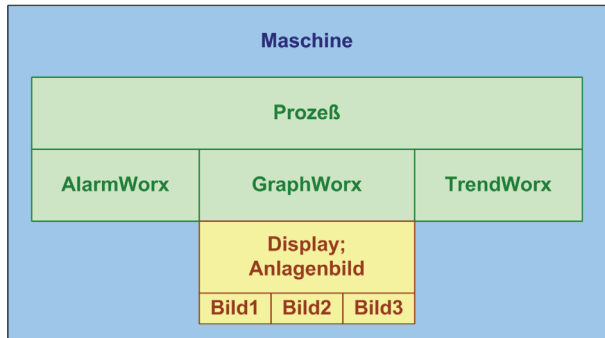 Maschine
Prozeß
AlarmWorx
GraphWorx
TrendWorx
Display;
Anlagenbild
Bild1
Bild2
Bild3